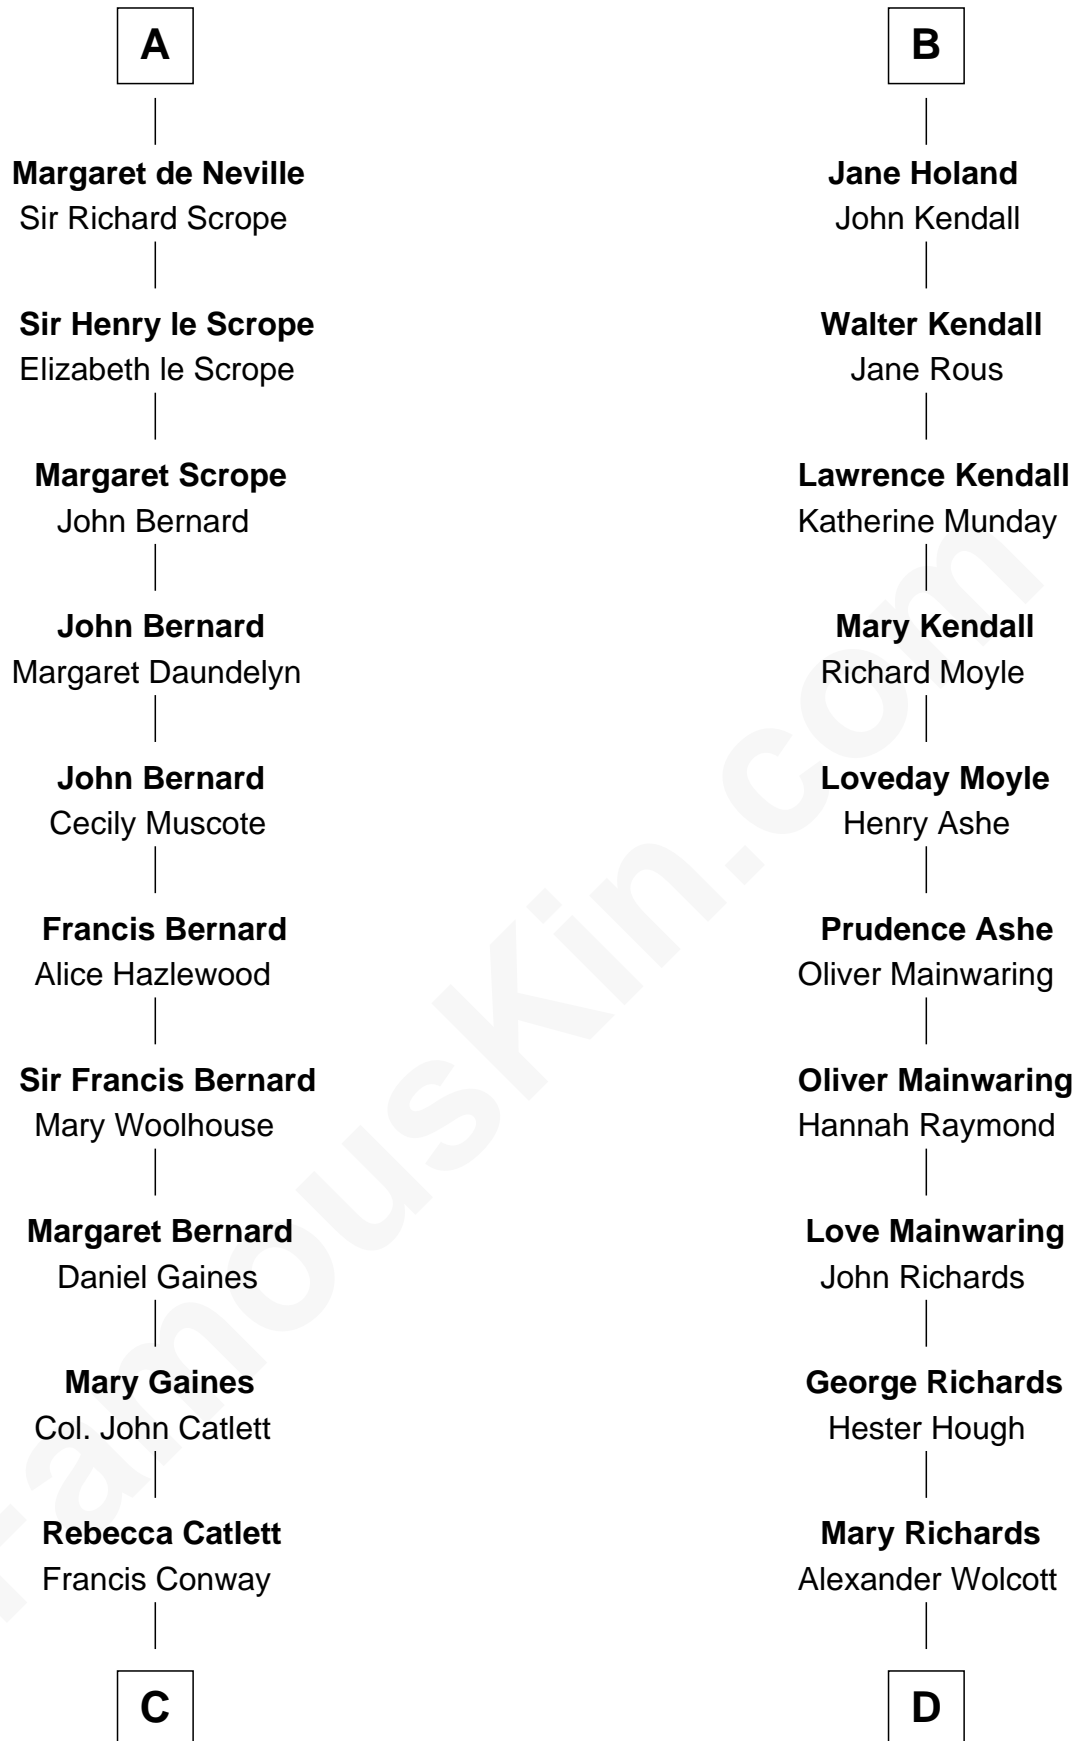 A
Margaret de Neville
Sir Richard Scrope
Sir Henry le Scrope
Elizabeth le Scrope
Margaret Scrope
John Bernard
John Bernard
Margaret Daundelyn
John Bernard
Cecily Muscote
Francis Bernard
Alice Hazlewood
Sir Francis Bernard
Mary Woolhouse
Margaret Bernard
Daniel Gaines
Mary Gaines
Col. John Catlett
Rebecca Catlett
Francis Conway
C
B
Jane Holand
John Kendall
Walter Kendall
Jane Rous
Lawrence Kendall
Katherine Munday
Mary Kendall
Richard Moyle
Loveday Moyle
Henry Ashe
Prudence Ashe
Oliver Mainwaring
Oliver Mainwaring
Hannah Raymond
Love Mainwaring
John Richards
George Richards
Hester Hough
Mary Richards
Alexander Wolcott
D
FamousKin.com